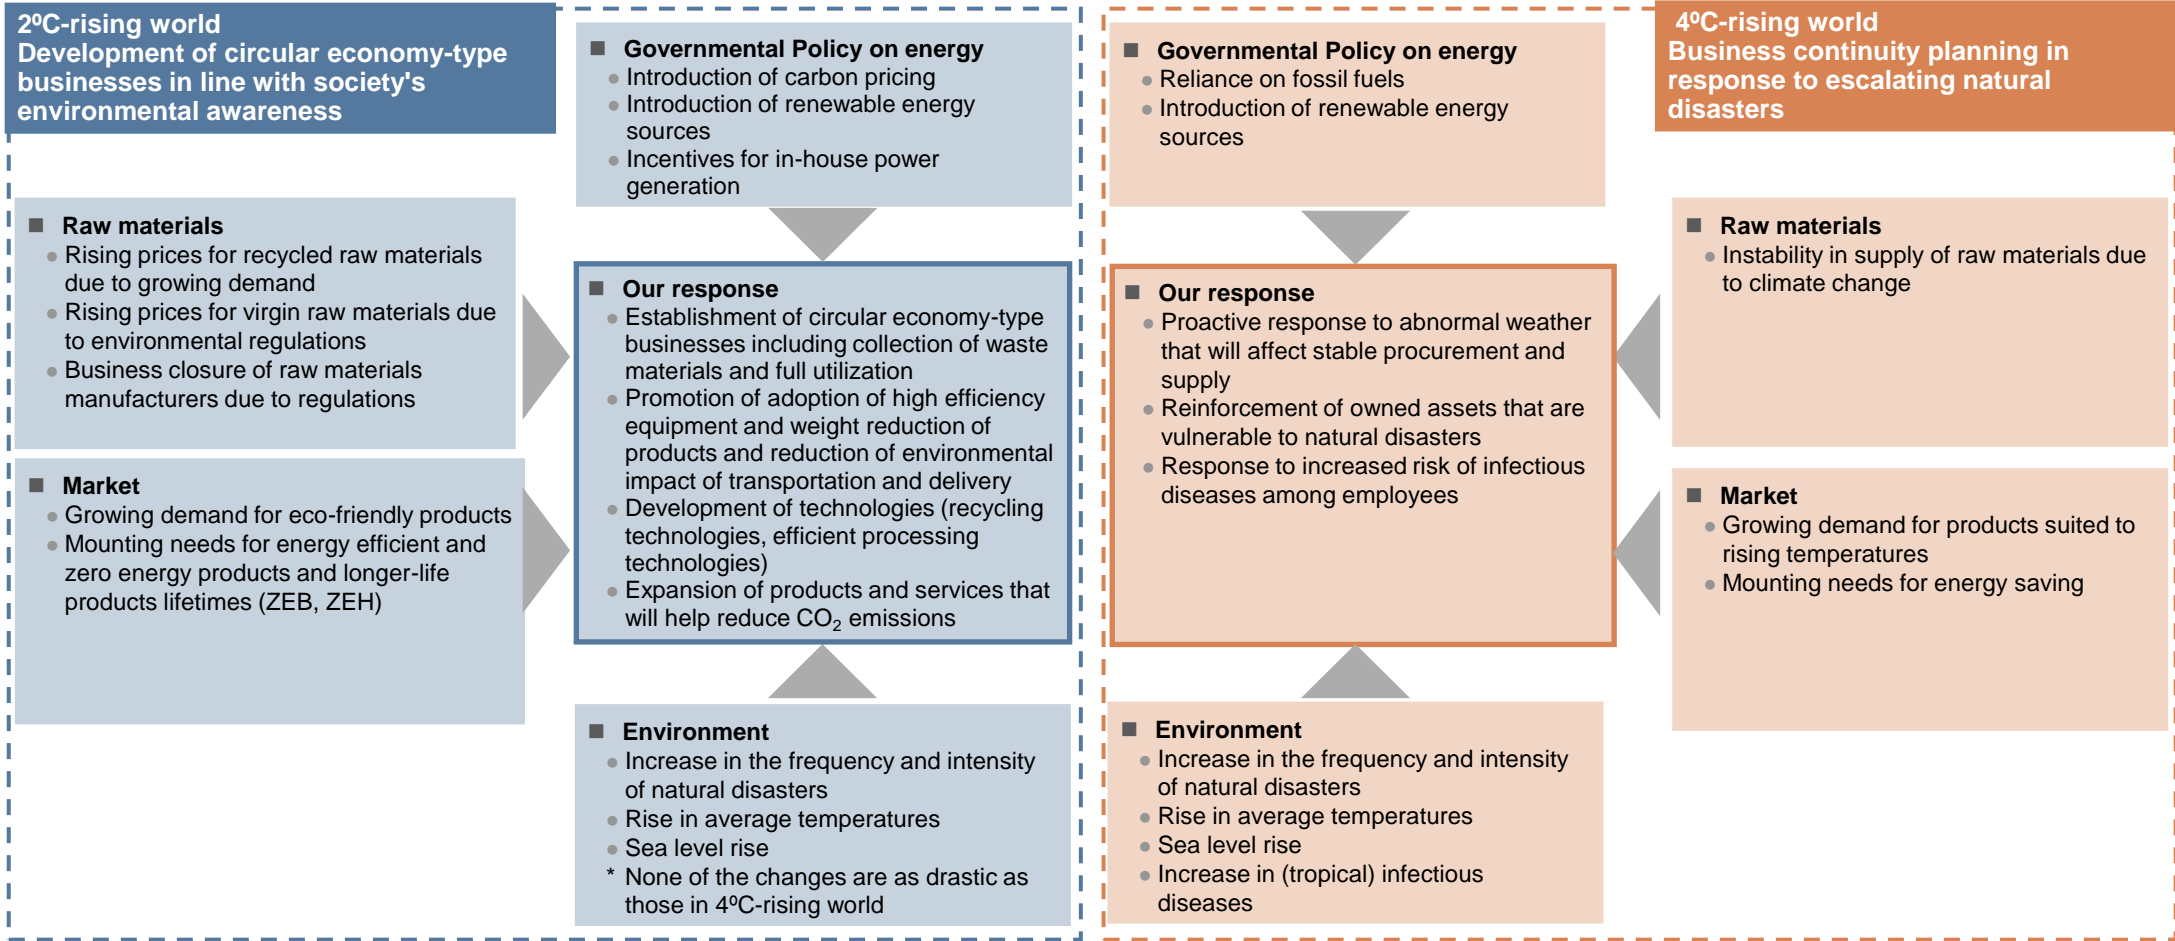 2ºC-rising world
Development of circular economy-type
businesses in line with society's
environmental awareness
■ Governmental Policy on energy
● Introduction of carbon pricing
● Introduction of renewable energy
sources
● Incentives for in-house power
generation
■ Raw materials
● Rising prices for recycled raw materials
due to growing demand
● Rising prices for virgin raw materials due
to environmental regulations
● Business closure of raw materials
manufacturers due to regulations
■ Market
● Growing demand for eco-friendly products
● Mounting needs for energy efficient and
zero energy products and longer-life
products lifetimes (ZEB, ZEH)
■ Our response
● Establishment of circular economy-type
businesses including collection of waste
materials and full utilization
● Promotion of adoption of high efficiency
equipment and weight reduction of
products and reduction of environmental
impact of transportation and delivery
● Development of technologies (recycling
technologies, efficient processing
technologies)
● Expansion of products and services that
will help reduce CO₂ emissions
■ Environment
● Increase in the frequency and intensity
of natural disasters
● Rise in average temperatures
● Sea level rise
* None of the changes are as drastic as
those in 4ºC-rising world
4ºC-rising world
Business continuity planning in
response to escalating natural
disasters
■ Governmental Policy on energy
● Reliance on fossil fuels
● Introduction of renewable energy
sources
■ Our response
● Proactive response to abnormal weather
that will affect stable procurement and
supply
● Reinforcement of owned assets that are
vulnerable to natural disasters
● Response to increased risk of infectious
diseases among employees
■ Raw materials
● Instability in supply of raw materials due
to climate change
■ Market
● Growing demand for products suited to
rising temperatures
● Mounting needs for energy saving
■ Environment
● Increase in the frequency and intensity
of natural disasters
● Rise in average temperatures
● Sea level rise
● Increase in (tropical) infectious
diseases